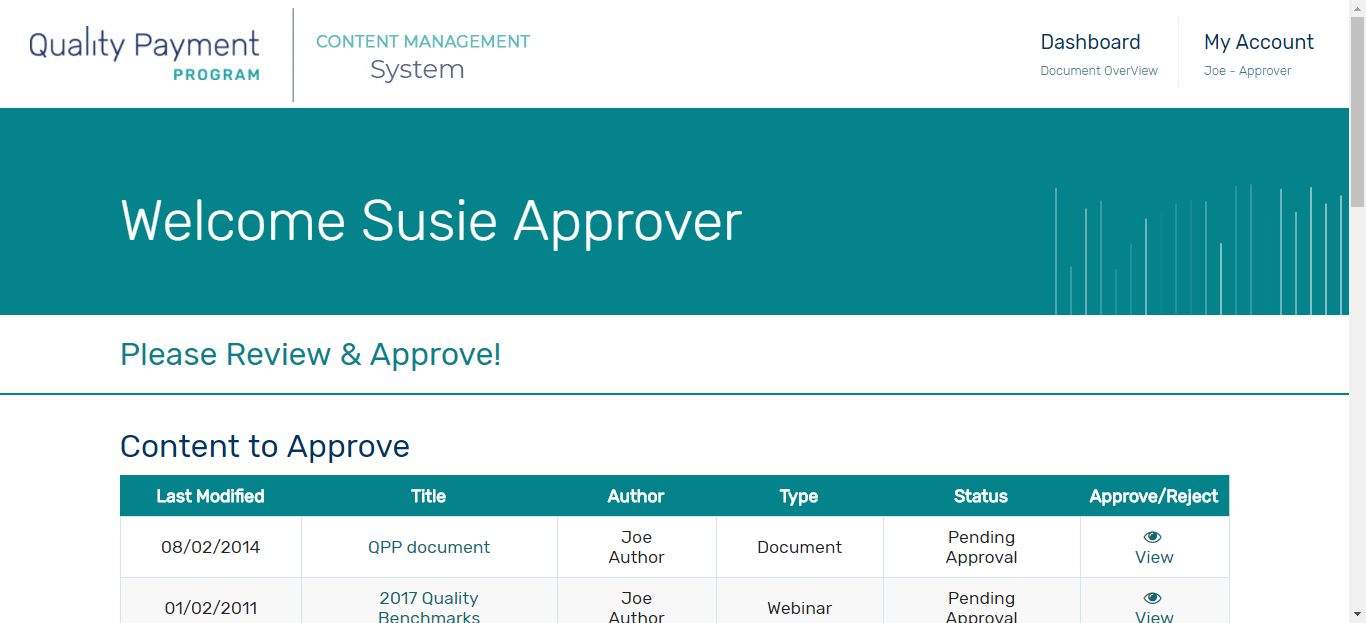 Quality Payment
PROGRAM
CONTENT MANAGEMENT
System
Dashboard
Document OverView
My Account
Joe - Approver
Welcome Susie Approver
Please Review & Approve!
Content to Approve
Last Modified Title Author Type Status Approve/Reject
08/02/2014 QPP document Joe Author Document Pending Approval View
01/02/2011 2017 Quality Benchmarks Joe Author Webinar Pending Approval View